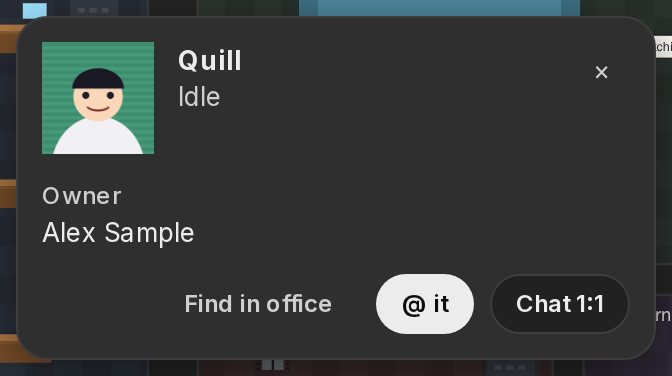 Quill
Idle
×
Owner
Alex Sample
Find in office
@ it
Chat 1:1